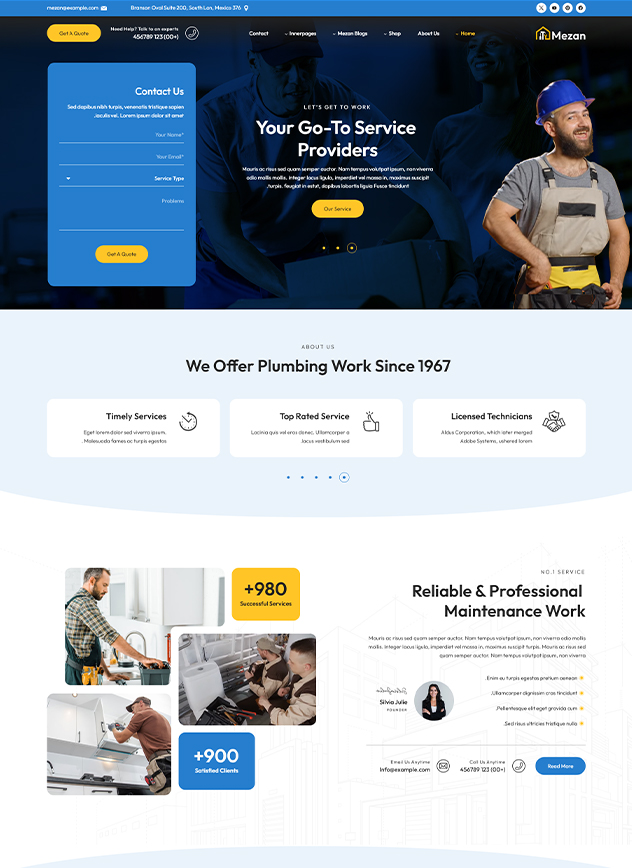 mezan@example.com
Branson Oval Suite 200, South Lan, Mexico 376
Get A Quote
Need Help? Talk to an experts
456789 123 (00+)
Contact
Innerpages
Mezan Blogs
Shop
About Us
Home
Mezan
Contact Us
Sed dapibus nibh turpis, venenatis tristique sapien
.iaculis vel. Lorem ipsum dolor sit amet
Your Name*
Your Email*
Service Type
Problems
Get A Quote
LET'S GET TO WORK
Your Go-To Service
Providers
Mauris ac risus sed quam semper auctor. Nam tempus volutpat ipsum, non viverra
odio mollis mollis. Integer locus ligula, imperdiet vel massa in, maximus suscipit
.turpis. feugiat in estut, dapibus lobortis ligula Fusce tincidunt
Our Service
ABOUT US
We Offer Plumbing Work Since 1967
Timely Services
Eget lorem dolor sed viverra ipsum.
Malesuada fames ac turpis egestas
Top Rated Service
Lacinia quis vel eros donec. Ullamcorper a
lacus vestibulum sed
Licensed Technicians
Aldus Corporation, which later merged
Adobe Systems, ushered lorem
+980
Successful Services
+900
Satisfied Clients
NO.1 SERVICE
Reliable & Professional
Maintenance Work
Mauris ac risus sed quam semper auctor. Nam tempus volutpat ipsum, non viverra odio mollis
mollis. Integer locus ligula, imperdiet vel massa in, maximus suscipit turpis. Mauris ac risus sed
quam semper auctor. Nam tempus volutpat ipsum, non viverra
.Enim eu turpis egestas pretium aenean
.Ullamcorper dignissim cras tincidunt
.Pellentesque elit eget gravida cum
.Sed risus ultricies tristique nulla
Silvia Julie
FOUNDER
Email Us Anytime
Info@example.com
Call Us Anytime
456789 123 (00+)
Read More